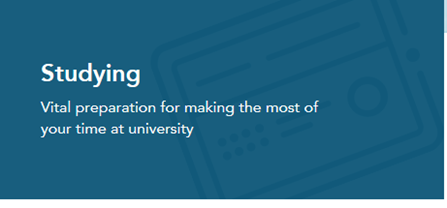 Studying
Vital preparation for making the most of
your time at university